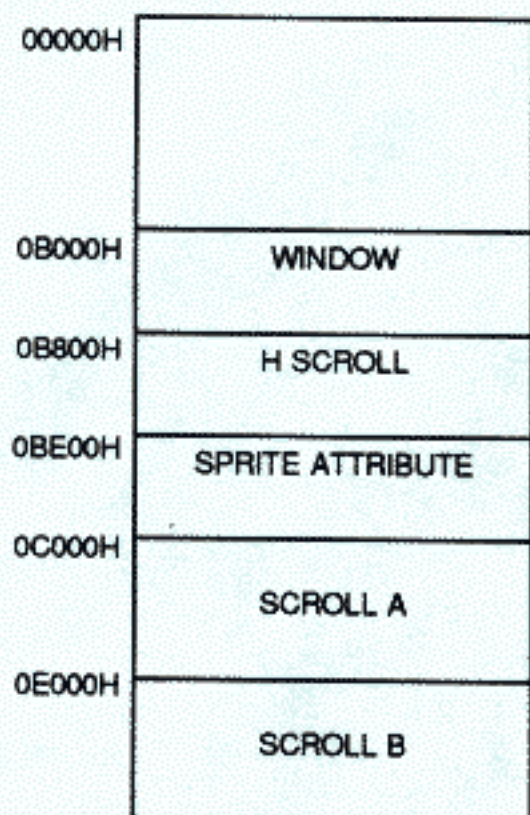 00000H
0B000H
WINDOW
0B800H
H SCROLL
0BE00H
SPRITE ATTRIBUTE
0C000H
SCROLL A
0E000H
SCROLL B